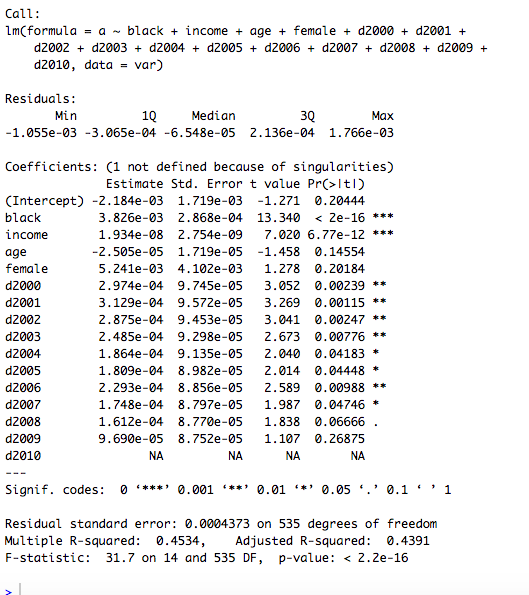 Call:
lm(formula = a ~ black + income + age + female + d2000 + d2001 +
    d2002 + d2003 + d2004 + d2005 + d2006 + d2007 + d2008 + d2009 +
    d2010, data = var)

Residuals:
       Min         1Q     Median         3Q        Max
-1.055e-03 -3.065e-04 -6.548e-05  2.136e-04  1.766e-03

Coefficients: (1 not defined because of singularities)
              Estimate Std. Error t value Pr(>|t|)
(Intercept) -2.184e-03  1.719e-03  -1.271  0.20444
black        3.826e-03  2.868e-04  13.340  < 2e-16 ***
income       1.934e-08  2.754e-09   7.020 6.77e-12 ***
age         -2.505e-05  1.719e-05  -1.458  0.14554
female       5.241e-03  4.102e-03   1.278  0.20184
d2000        2.974e-04  9.745e-05   3.052  0.00239 **
d2001        3.129e-04  9.572e-05   3.269  0.00115 **
d2002        2.875e-04  9.453e-05   3.041  0.00247 **
d2003        2.485e-04  9.298e-05   2.673  0.00776 **
d2004        1.864e-04  9.135e-05   2.040  0.04183 *
d2005        1.809e-04  8.982e-05   2.014  0.04448 *
d2006        2.293e-04  8.856e-05   2.589  0.00988 **
d2007        1.748e-04  8.797e-05   1.987  0.04746 *
d2008        1.612e-04  8.770e-05   1.838  0.06666 .
d2009        9.690e-05  8.752e-05   1.107  0.26875
d2010               NA         NA      NA       NA
---
Signif. codes:  0 ‘***’ 0.001 ‘**’ 0.01 ‘*’ 0.05 ‘.’ 0.1 ‘ ’ 1

Residual standard error: 0.0004373 on 535 degrees of freedom
Multiple R-squared:  0.4534,    Adjusted R-squared:  0.4391
F-statistic:  31.7 on 14 and 535 DF,  p-value: < 2.2e-16

>